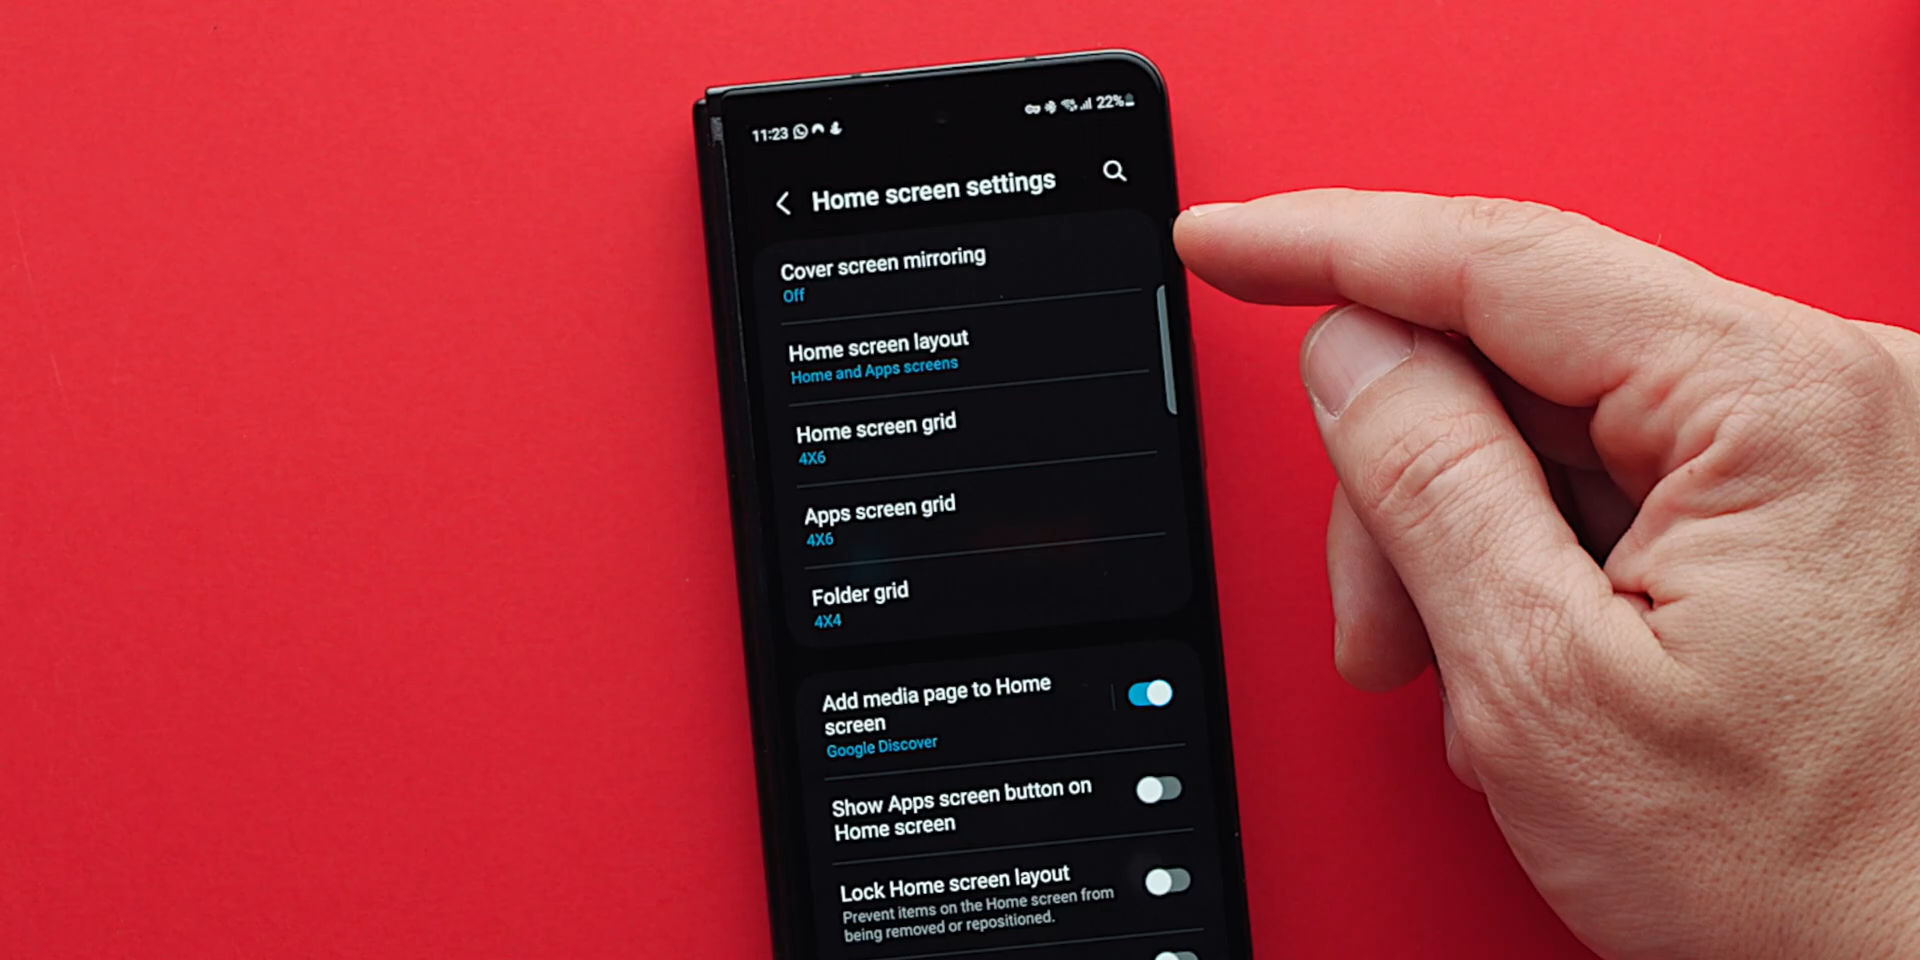 11:23 22%
Home screen settings
Cover screen mirroring
Off
Home screen layout
Home and Apps screens
Home screen grid
4X6
Apps screen grid
4X6
Folder grid
4X4
Add media page to Home
screen
Google Discover
Show Apps screen button on
Home screen
Lock Home screen layout
Prevent items on the Home screen from
being removed or repositioned.